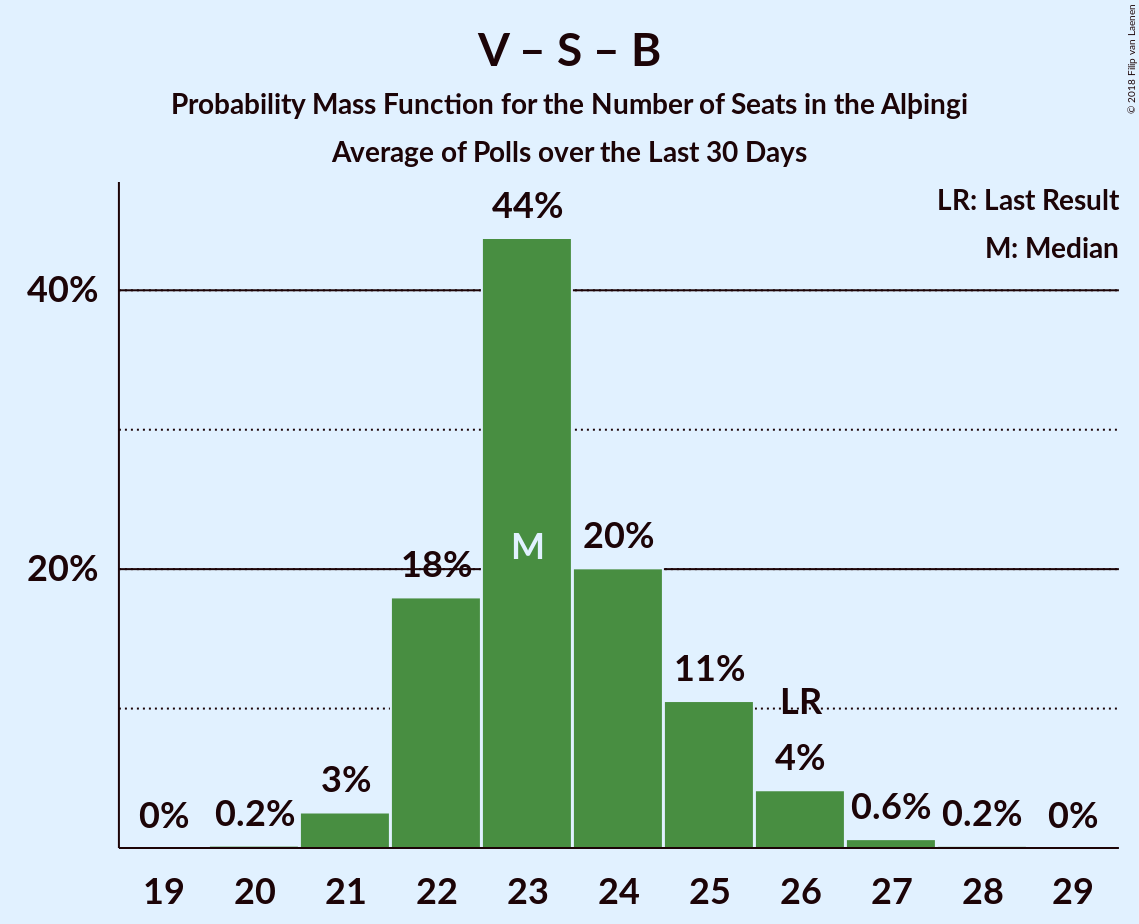 V – S – B
Probability Mass Function for the Number of Seats in the Alþingi
Average of Polls over the Last 30 Days
© 2018 Filip van Laenen
LR: Last Result
M: Median
44%
40%
M
20%
18%
20%
11%
LR
4%
3%
0%
0.2%
0.6%
0.2%
0%
19 20 21 22 23 24 25 26 27 28 29